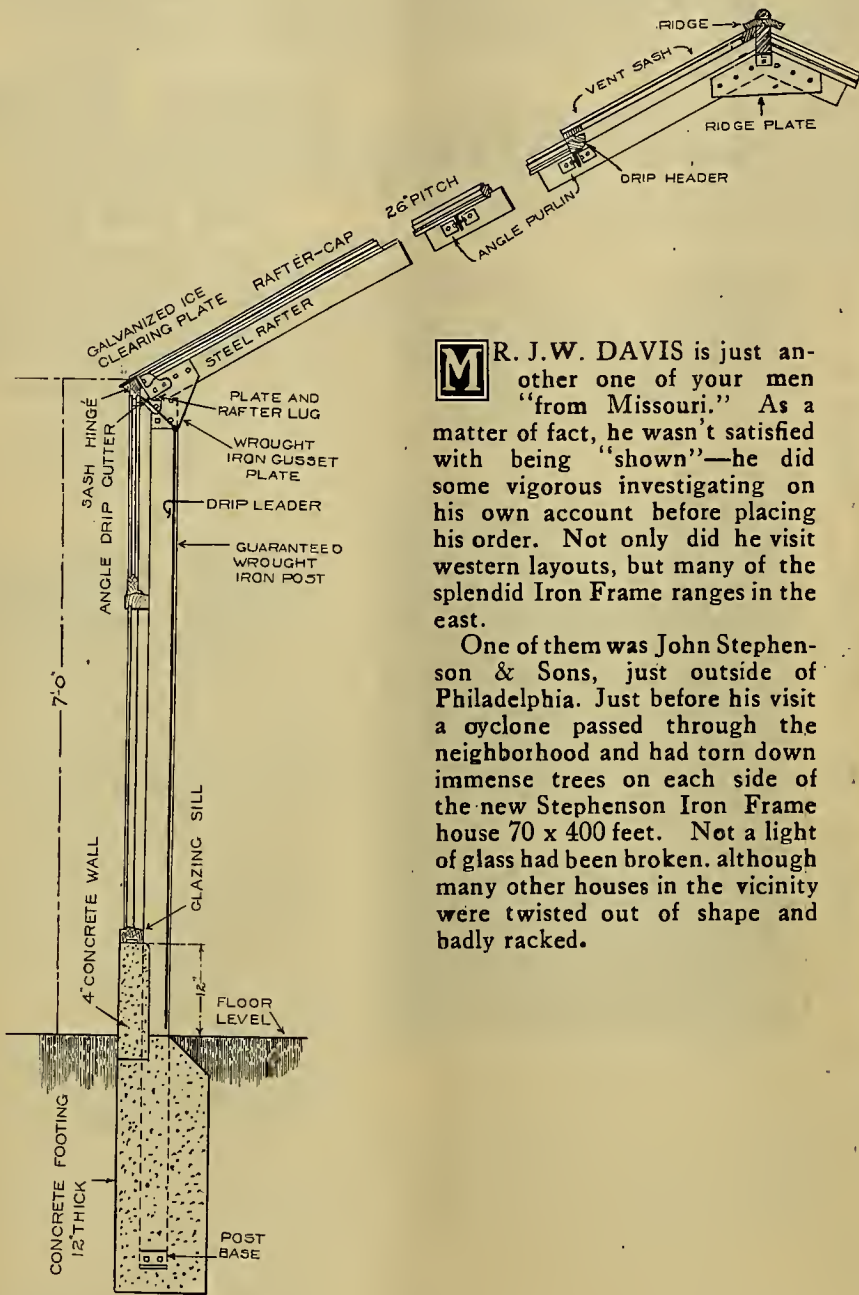 RIDGE
VENT SASH
RIDGE PLATE
DRIP HEADER
26° PITCH
ANGLE PURLIN
RAFTER-CAP
GALVANIZED ICE
CLEARING PLATE
STEEL RAFTER
SASH HINGE
ANGLE DRIP GUTTER
PLATE AND
RAFTER LUG
WROUGHT
IRON GUSSET
PLATE
DRIP LEADER
GUARANTEED
WROUGHT
IRON POST
7'-0"
GLAZING SILL
4" CONCRETE WALL
12"
FLOOR
LEVEL
CONCRETE FOOTING
12" THICK
POST
BASE
MR. J.W. DAVIS is just an-
other one of your men
"from Missouri." As a
matter of fact, he wasn't satisfied
with being "shown"—he did
some vigorous investigating on
his own account before placing
his order. Not only did he visit
western layouts, but many of the
splendid Iron Frame ranges in the
east.
One of them was John Stephen-
son & Sons, just outside of
Philadelphia. Just before his visit
a cyclone passed through the
neighborhood and had torn down
immense trees on each side of
the new Stephenson Iron Frame
house 70 x 400 feet. Not a light
of glass had been broken. although
many other houses in the vicinity
were twisted out of shape and
badly racked.